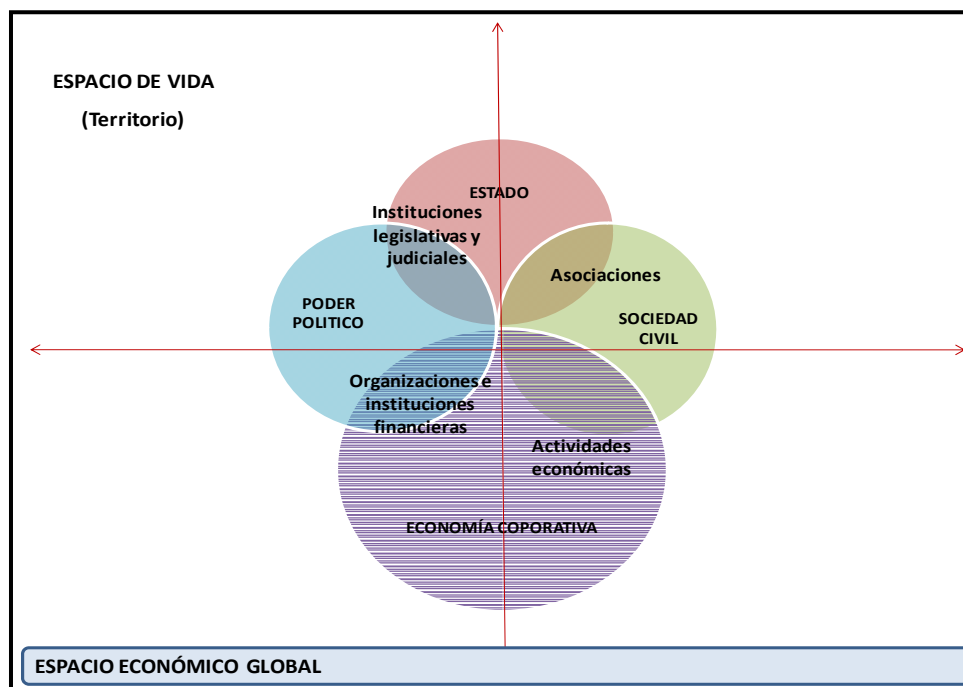 ESPACIO DE VIDA
(Territorio)
ESTADO
Instituciones
legislativas y
judiciales
Asociaciones
PODER
POLITICO
SOCIEDAD
CIVIL
Organizaciones e
instituciones
financieras
Actividades
económicas
ECONOMÍA COPORATIVA
ESPACIO ECONÓMICO GLOBAL